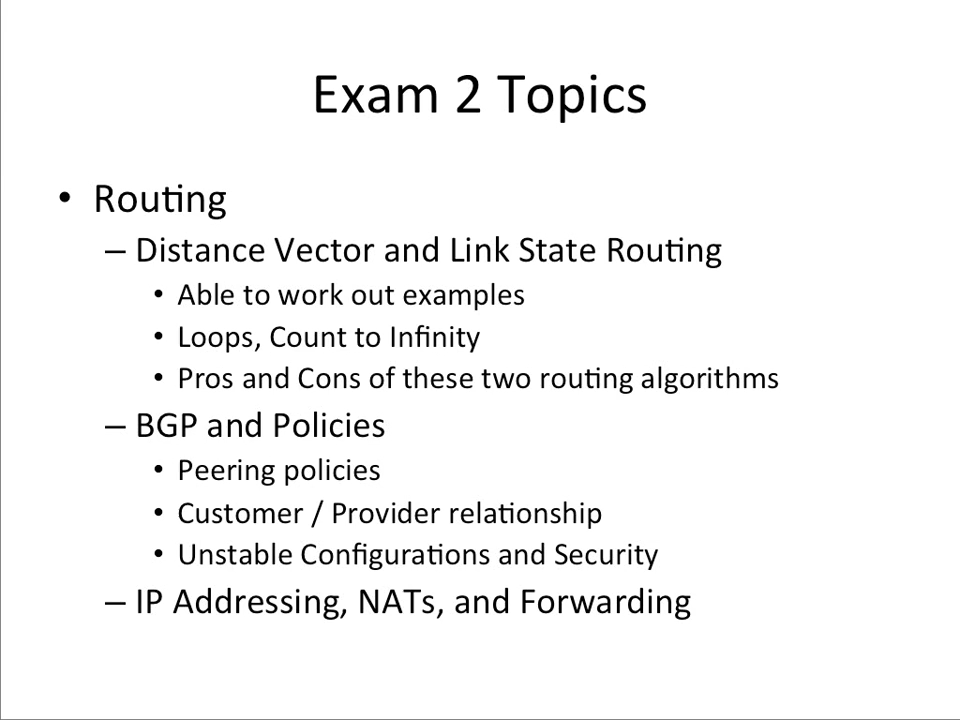 Exam 2 Topics
• Routing
– Distance Vector and Link State Routing
• Able to work out examples
• Loops, Count to Infinity
• Pros and Cons of these two routing algorithms
– BGP and Policies
• Peering policies
• Customer / Provider relationship
• Unstable Configurations and Security
– IP Addressing, NATs, and Forwarding